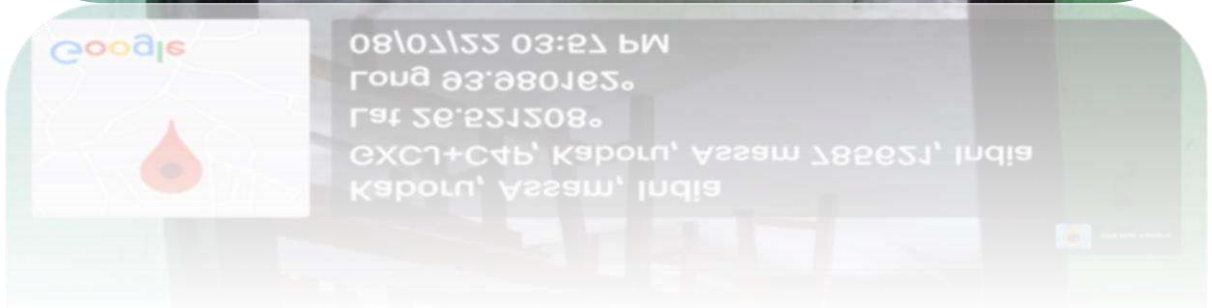 Kaboru, Assam, India
GXCJ+C4P, Kaboru, Assam 785621, India
Lat 26.521208°
Long 93.980162°
08/07/22 03:57 PM
Google